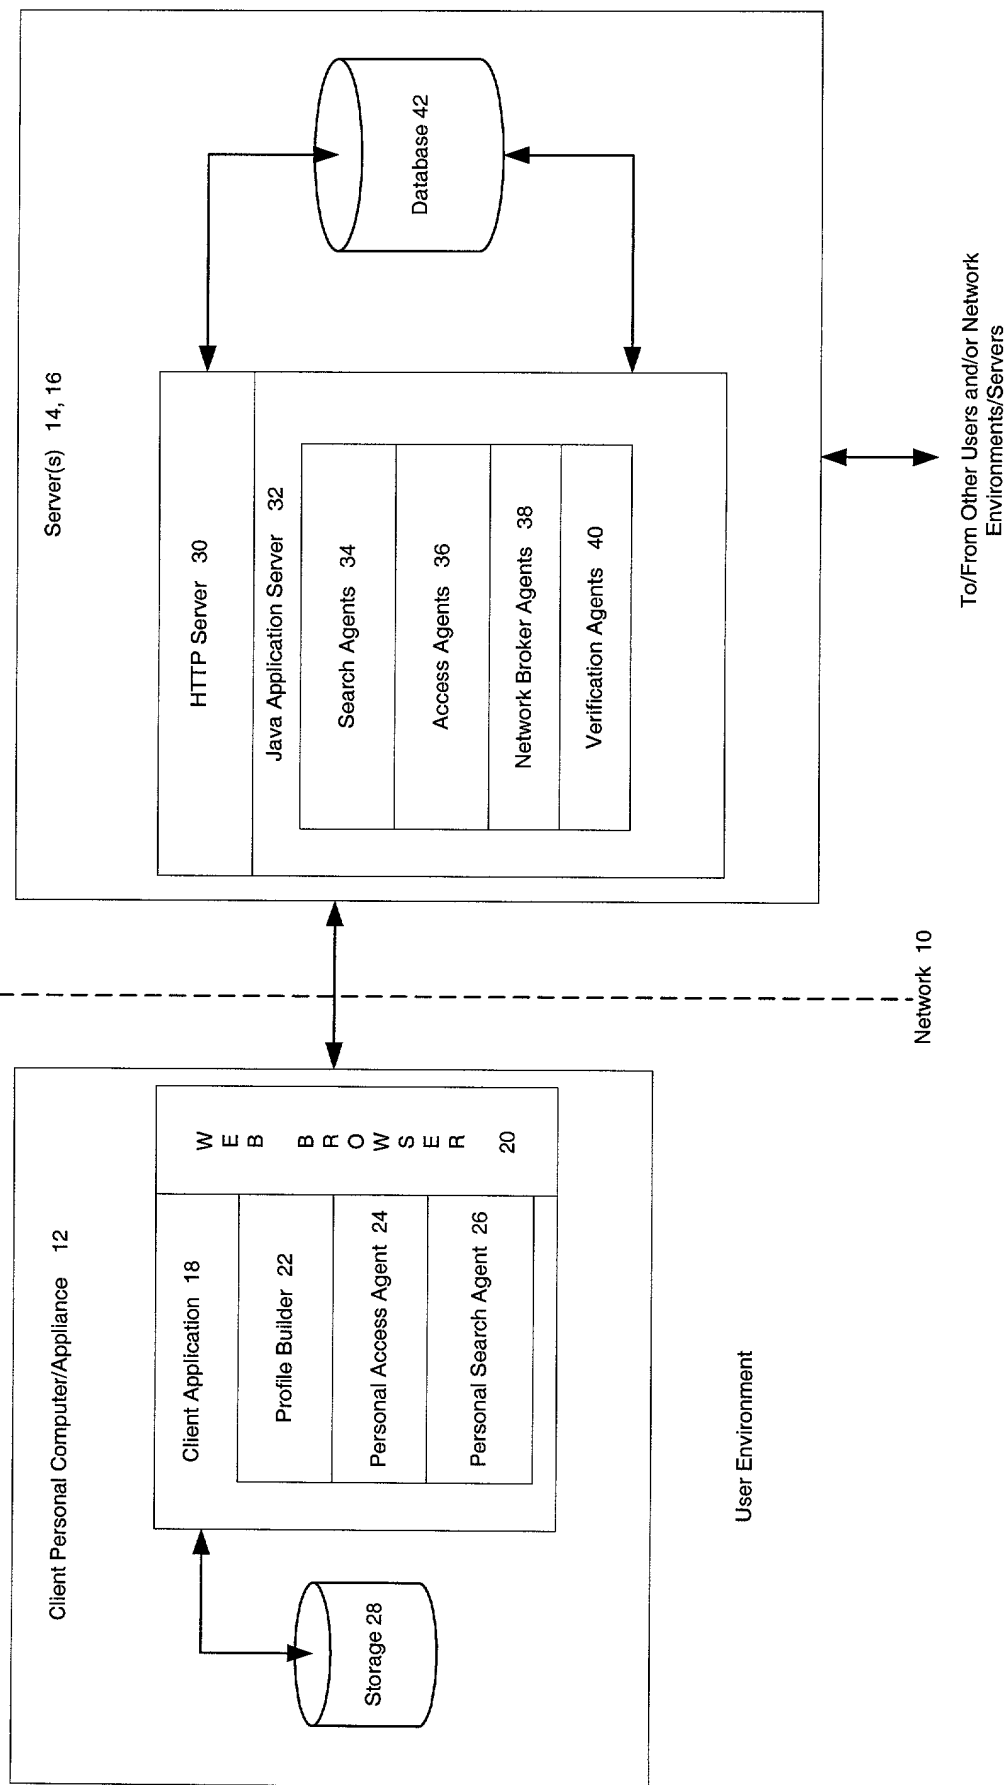 Client Personal Computer/Appliance 12
Storage 28
Client Application 18
Profile Builder 22
Personal Access Agent 24
Personal Search Agent 26
WEB BROWSER 20
User Environment
Network 10
Server(s) 14, 16
HTTP Server 30
Java Application Server 32
Search Agents 34
Access Agents 36
Network Broker Agents 38
Verification Agents 40
Database 42
To/From Other Users and/or Network
Environments/Servers